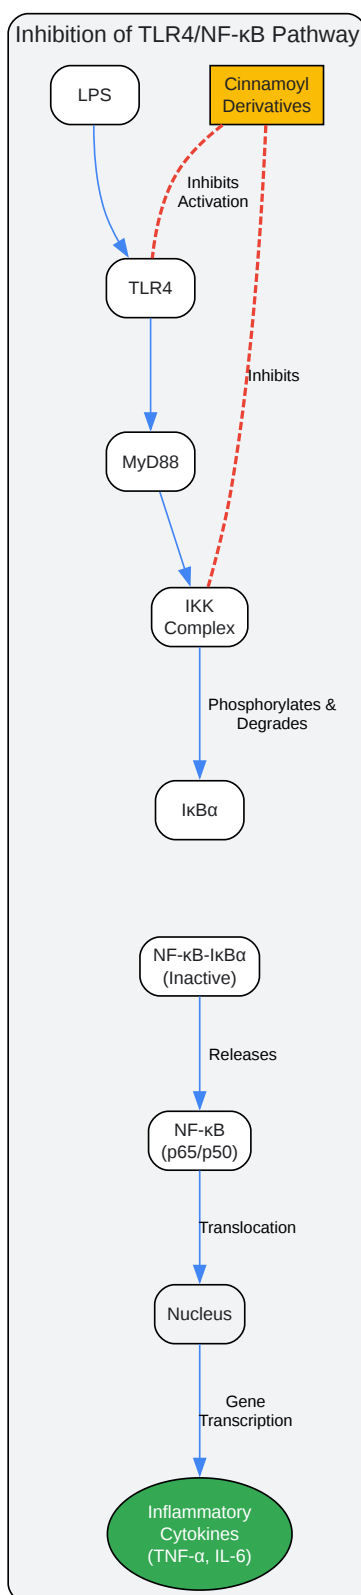 Inhibition of TLR4/NF-κB Pathway
LPS
Cinnamoyl
Derivatives
Inhibits
Activation
TLR4
Inhibits
MyD88
IKK
Complex
Phosphorylates &
Degrades
IκBα
NF-κB-IκBα
(Inactive)
Releases
NF-κB
(p65/p50)
Translocation
Nucleus
Gene
Transcription
Inflammatory
Cytokines
(TNF-α, IL-6)